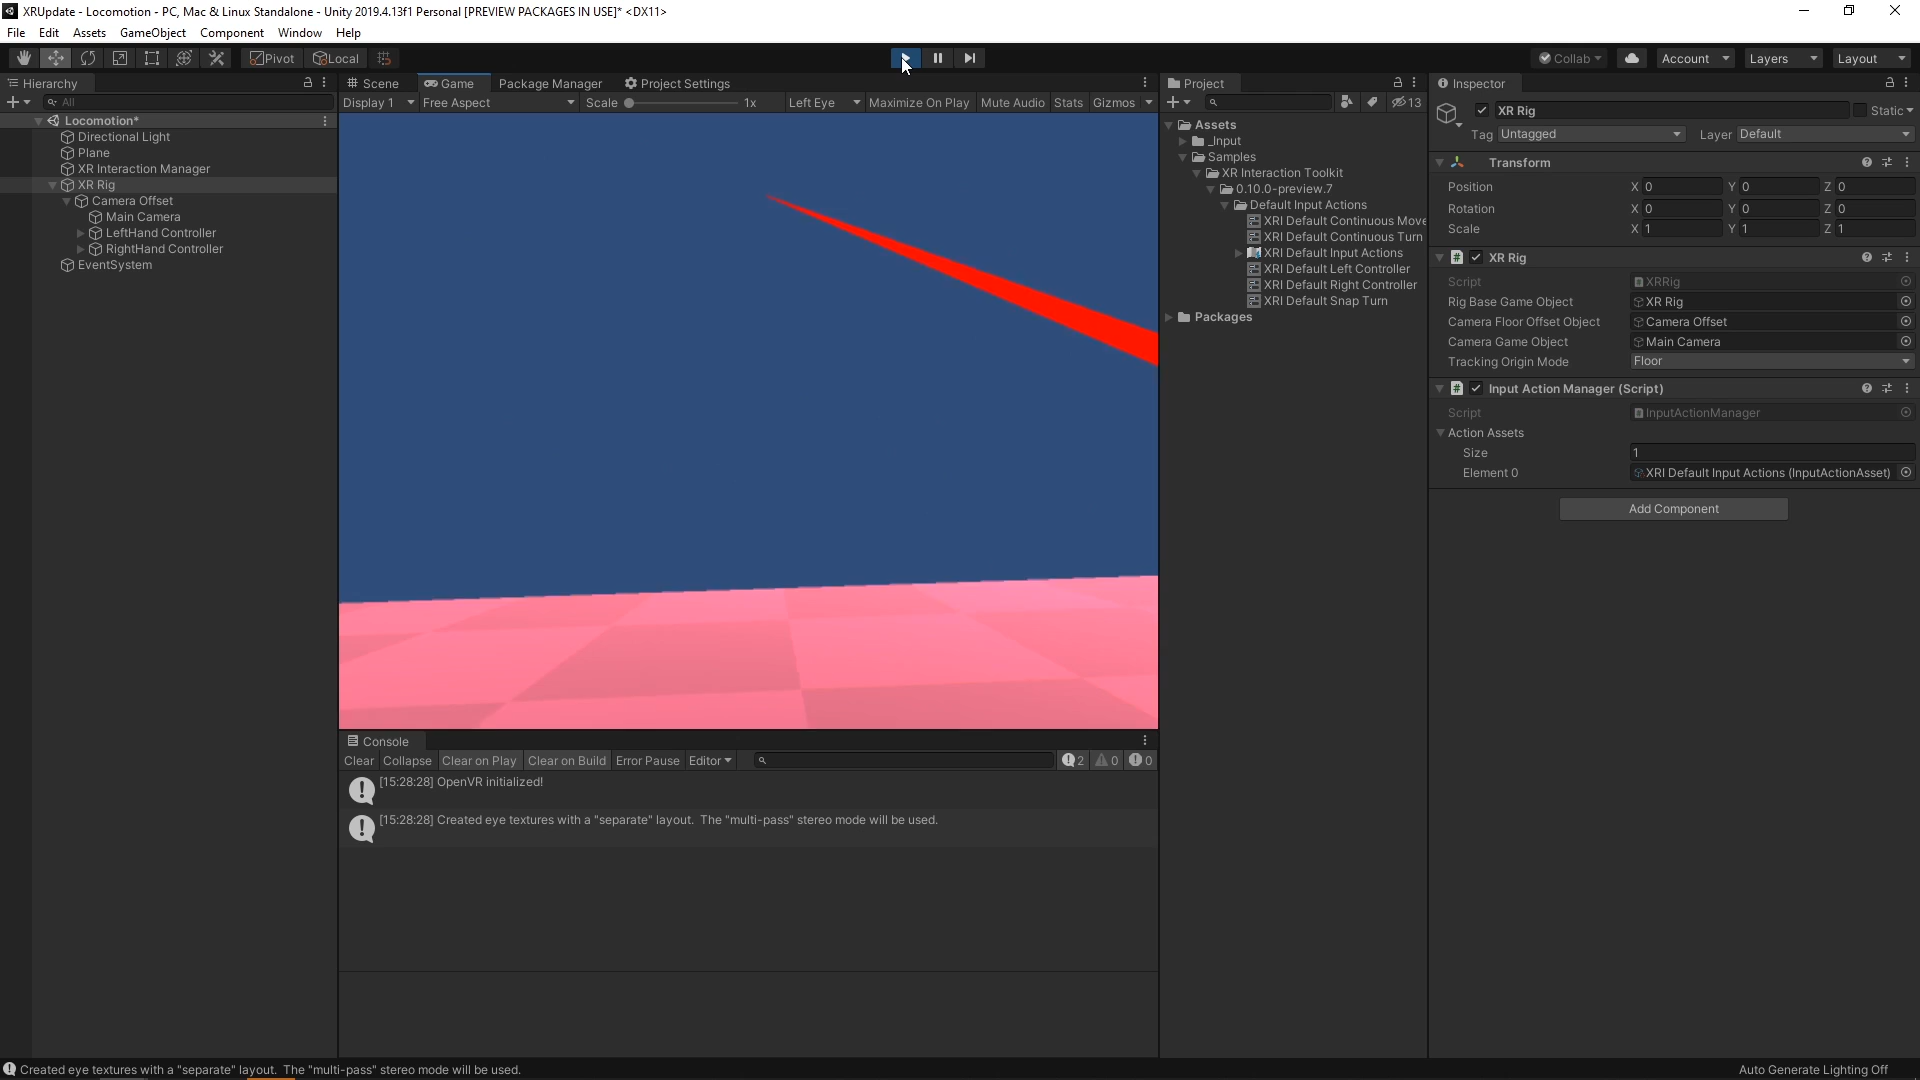 XRUpdate - Locomotion - PC, Mac & Linux Standalone - Unity 2019.4.13f1 Personal [PREVIEW PACKAGES IN USE]* <DX11>
File Edit Assets GameObject Component Window Help
Pivot Local
Collab Account Layers Layout
Hierarchy
All
Locomotion*
Directional Light
Plane
XR Interaction Manager
XR Rig
Camera Offset
Main Camera
LeftHand Controller
RightHand Controller
EventSystem
Scene Game Package Manager Project Settings
Display 1 Free Aspect Scale 1x Left Eye Maximize On Play Mute Audio Stats Gizmos
Console
Clear Collapse Clear on Play Clear on Build Error Pause Editor 2 0 0
[15:28:28] OpenVR initialized!
[15:28:28] Created eye textures with a "separate" layout. The "multi-pass" stereo mode will be used.
Project
13
Assets
_Input
Samples
XR Interaction Toolkit
0.10.0-preview.7
Default Input Actions
XRI Default Continuous Move
XRI Default Continuous Turn
XRI Default Input Actions
XRI Default Left Controller
XRI Default Right Controller
XRI Default Snap Turn
Packages
Inspector
XR Rig Static
Tag Untagged Layer Default
Transform
Position X 0 Y 0 Z 0
Rotation X 0 Y 0 Z 0
Scale X 1 Y 1 Z 1
XR Rig
Script XRRig
Rig Base Game Object XR Rig
Camera Floor Offset Object Camera Offset
Camera Game Object Main Camera
Tracking Origin Mode Floor
Input Action Manager (Script)
Script InputActionManager
Action Assets
Size 1
Element 0 XRI Default Input Actions (InputActionAsset)
Add Component
Created eye textures with a "separate" layout. The "multi-pass" stereo mode will be used.
Auto Generate Lighting Off